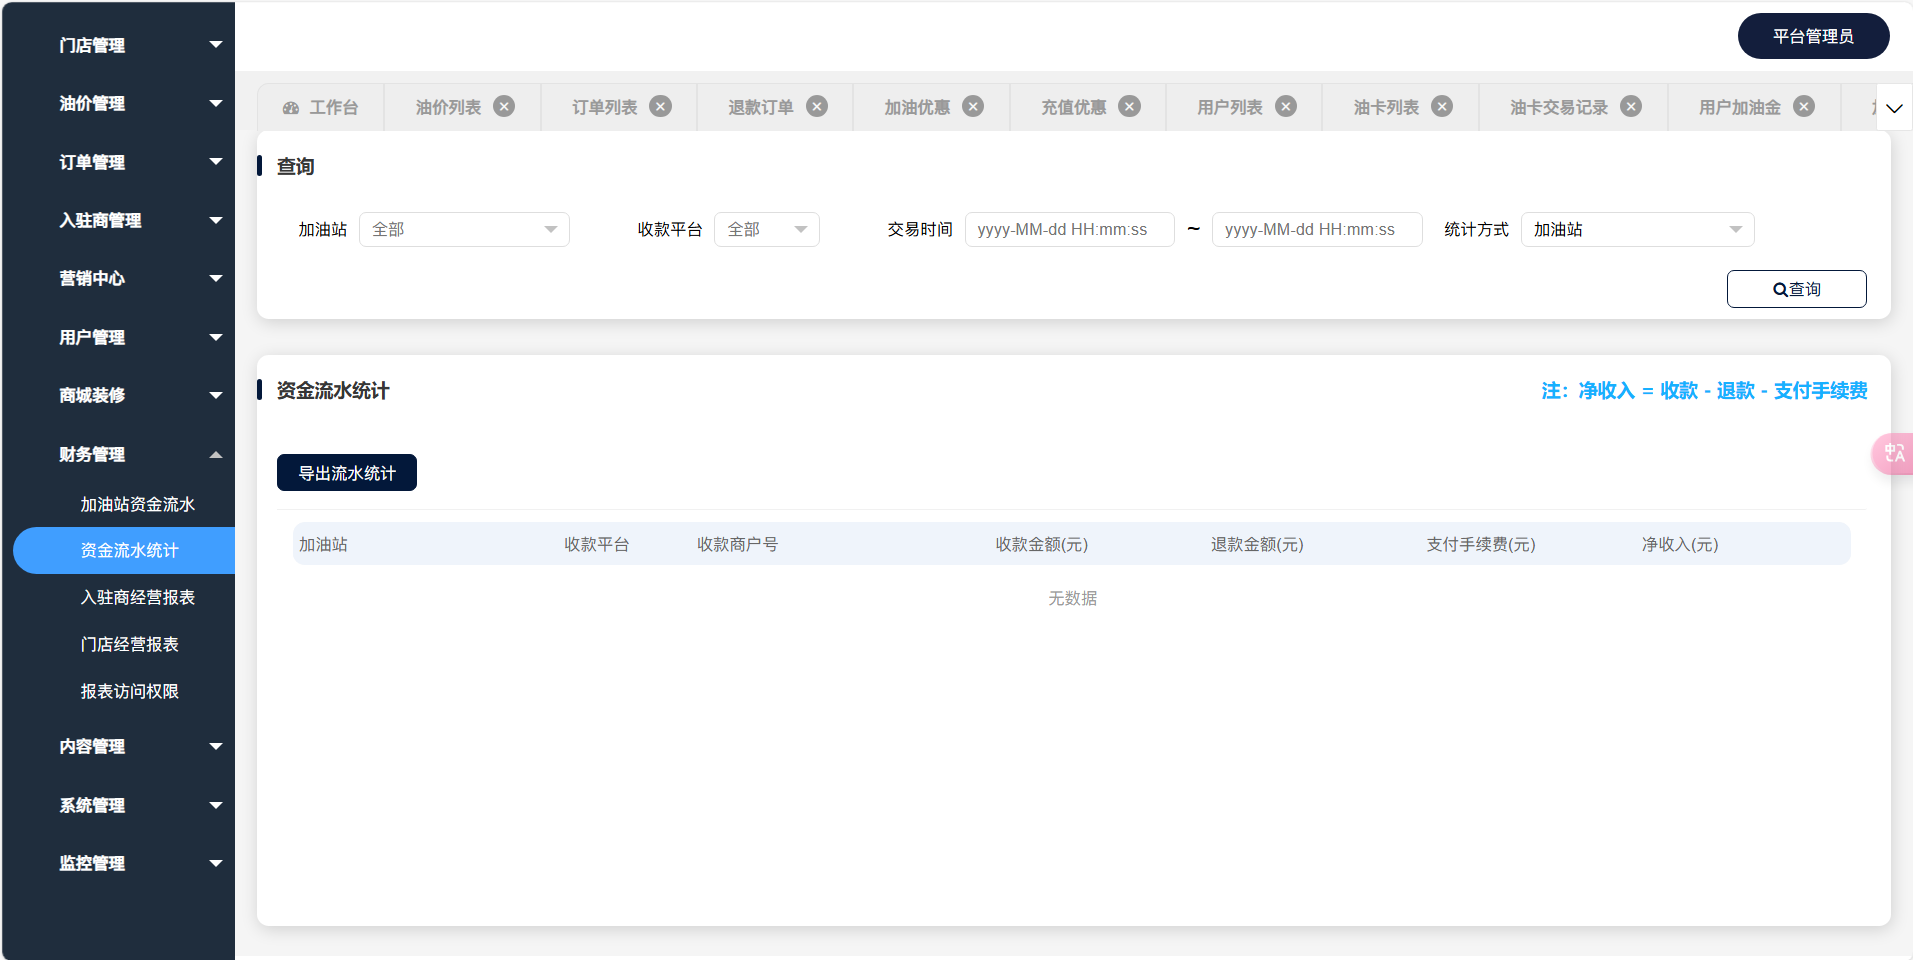 平台管理员
门店管理
油价管理
订单管理
入驻商管理
营销中心
用户管理
商城装修
财务管理
加油站资金流水
资金流水统计
入驻商经营报表
门店经营报表
报表访问权限
内容管理
系统管理
监控管理
工作台 油价列表 订单列表 退款订单 加油优惠 充值优惠 用户列表 油卡列表 油卡交易记录 用户加油金
查询
加油站 全部 收款平台 全部 交易时间 yyyy-MM-dd HH:mm:ss ~ yyyy-MM-dd HH:mm:ss 统计方式 加油站
查询
资金流水统计 注：净收入 = 收款 - 退款 - 支付手续费
导出流水统计
加油站 收款平台 收款商户号 收款金额(元) 退款金额(元) 支付手续费(元) 净收入(元)
无数据